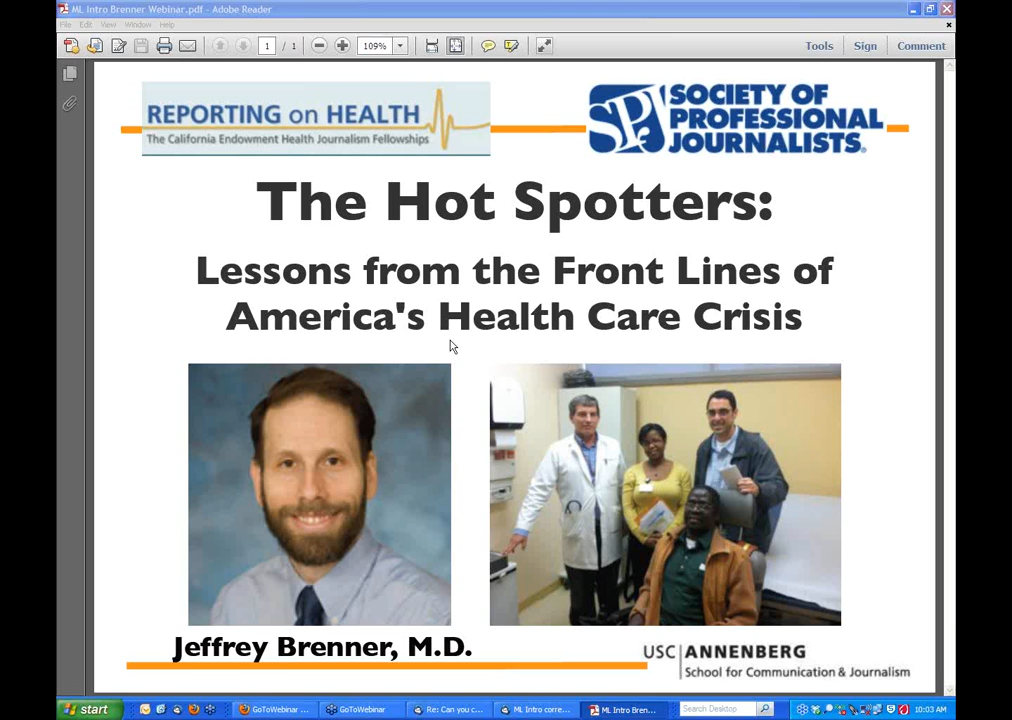 ML Intro Brenner Webinar.pdf - Adobe Reader
File Edit View Window Help
1 / 1 109% Tools Sign Comment
REPORTING on HEALTH
The California Endowment Health Journalism Fellowships
SPJ
SOCIETY OF
PROFESSIONAL
JOURNALISTS®
The Hot Spotters:
Lessons from the Front Lines of
America's Health Care Crisis
Jeffrey Brenner, M.D.
USC ANNENBERG
School for Communication & Journalism
start GoToWebinar ... GoToWebinar Re: Can you c... ML Intro corre... ML Intro Bren... Search Desktop 10:03 AM